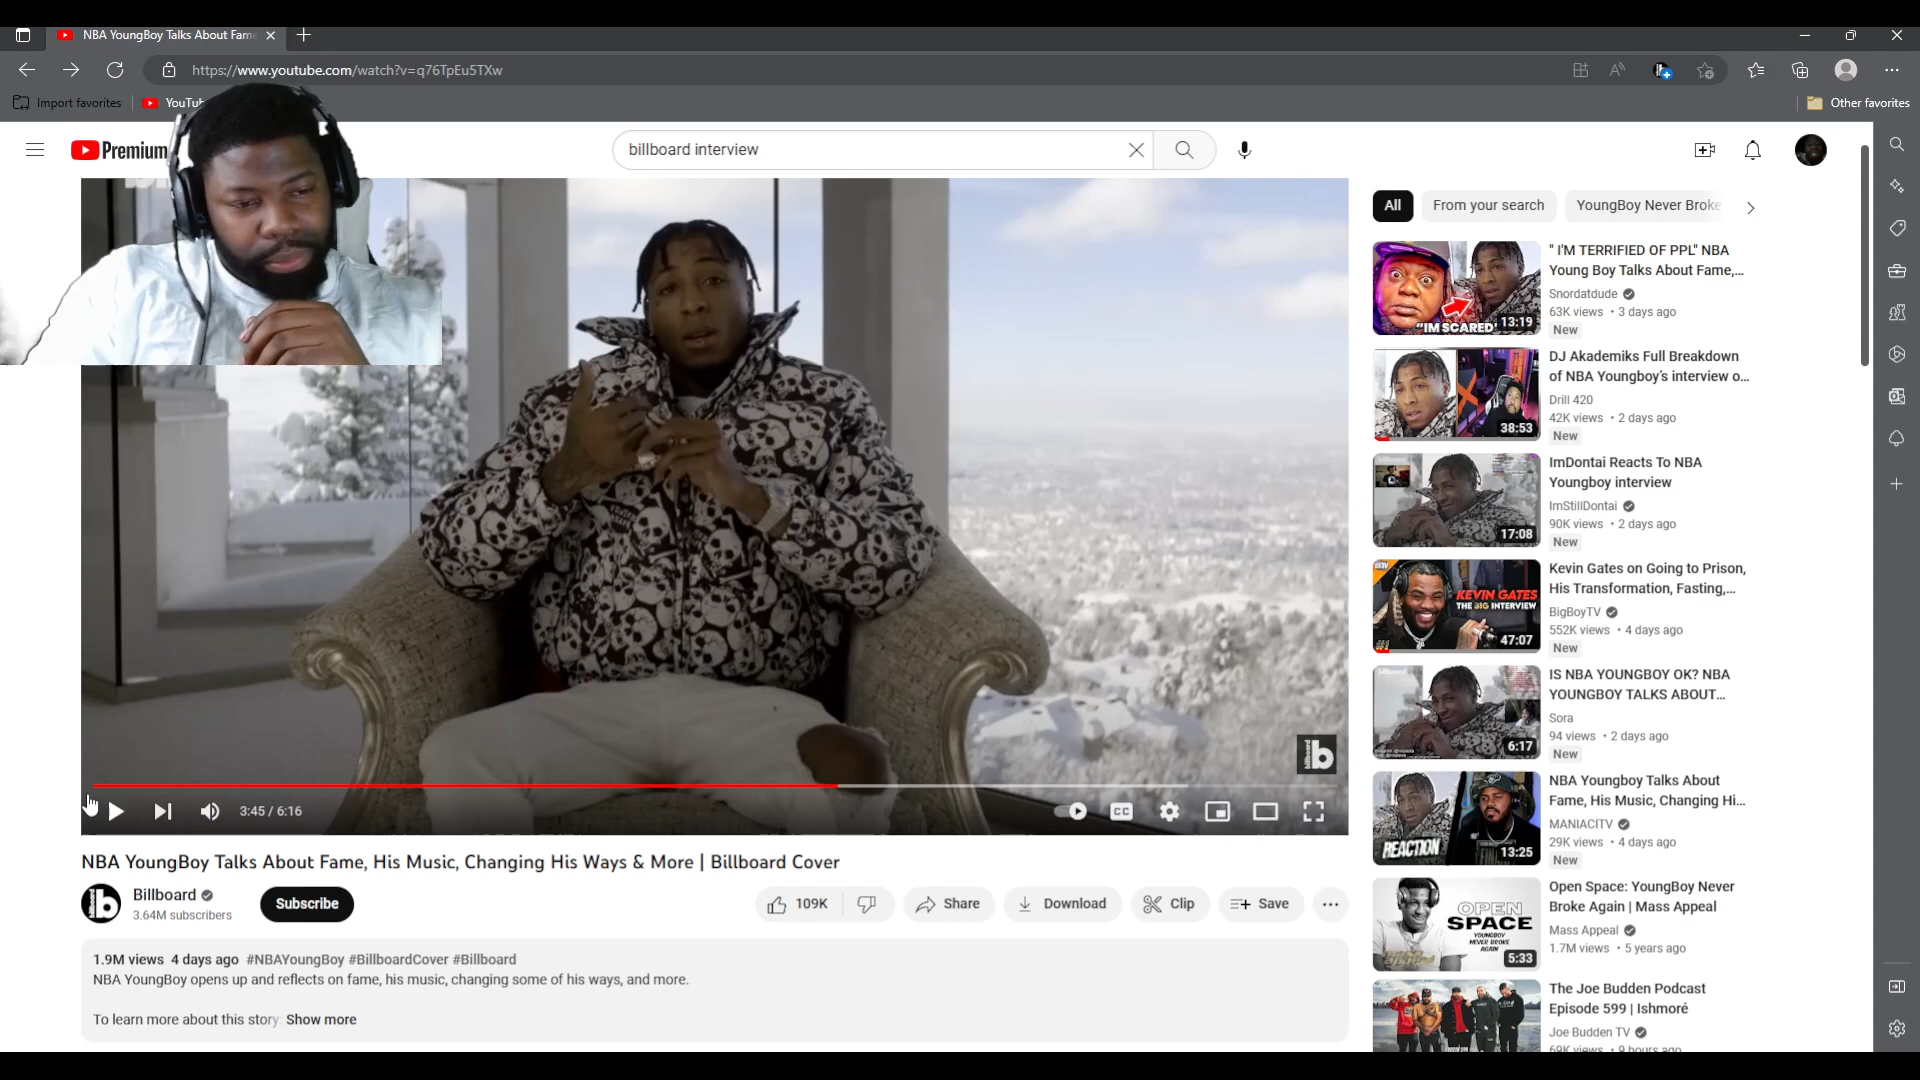 NBA YoungBoy Talks About Fame
https://www.youtube.com/watch?v=q76TpEu5TXw
Import favorites
YouTub
Other favorites
Premium
billboard interview
All
From your search
YoungBoy Never Broke
" I'M TERRIFIED OF PPL" NBA
Young Boy Talks About Fame,...
Snordatdude
63K views • 3 days ago
New
"IM SCARED"
13:19
DJ Akademiks Full Breakdown
of NBA Youngboy's interview o...
Drill 420
42K views • 2 days ago
New
38:53
ImDontai Reacts To NBA
Youngboy interview
ImStillDontai
90K views • 2 days ago
New
17:08
Kevin Gates on Going to Prison,
His Transformation, Fasting,...
BigBoyTV
552K views • 4 days ago
New
KEVIN GATES
THE BIG INTERVIEW
47:07
IS NBA YOUNGBOY OK? NBA
YOUNGBOY TALKS ABOUT...
Sora
94 views • 2 days ago
New
6:17
NBA Youngboy Talks About
Fame, His Music, Changing Hi...
MANIACITV
29K views • 4 days ago
New
REACTION
13:25
Open Space: YoungBoy Never
Broke Again | Mass Appeal
Mass Appeal
1.7M views • 5 years ago
OPEN
SPACE
YOUNGBOY
NEVER BROKE
AGAIN
5:33
The Joe Budden Podcast
Episode 599 | Ishmoré
Joe Budden TV
69K views • 9 hours ago
billboard
b
3:45 / 6:16
CC
NBA YoungBoy Talks About Fame, His Music, Changing His Ways & More | Billboard Cover
Billboard
3.64M subscribers
Subscribe
109K
Share
Download
Clip
Save
1.9M views 4 days ago #NBAYoungBoy #BillboardCover #Billboard
NBA YoungBoy opens up and reflects on fame, his music, changing some of his ways, and more.
To learn more about this story: Show more